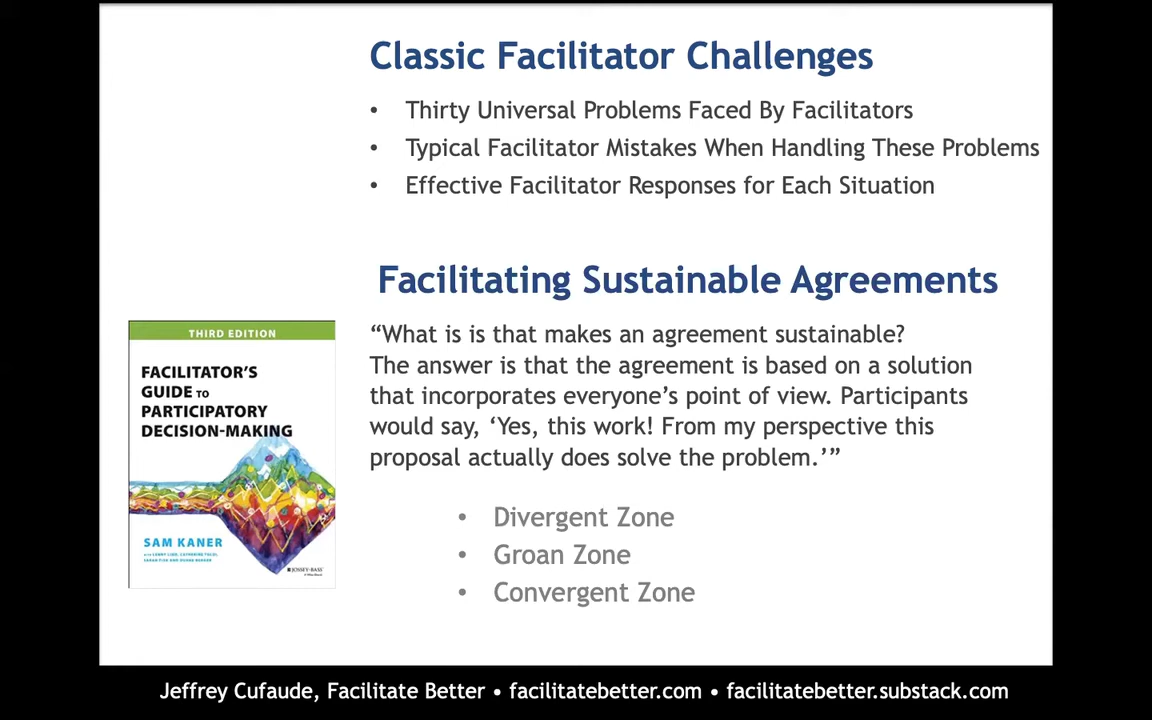 Classic Facilitator Challenges
• Thirty Universal Problems Faced By Facilitators
• Typical Facilitator Mistakes When Handling These Problems
• Effective Facilitator Responses for Each Situation
Facilitating Sustainable Agreements
“What is is that makes an agreement sustainable?
The answer is that the agreement is based on a solution
that incorporates everyone’s point of view. Participants
would say, ‘Yes, this work! From my perspective this
proposal actually does solve the problem.’”
• Divergent Zone
• Groan Zone
• Convergent Zone
THIRD EDITION
FACILITATOR'S
GUIDE TO
PARTICIPATORY
DECISION-MAKING
SAM KANER
JOSSEY-BASS
Jeffrey Cufaude, Facilitate Better • facilitatebetter.com • facilitatebetter.substack.com